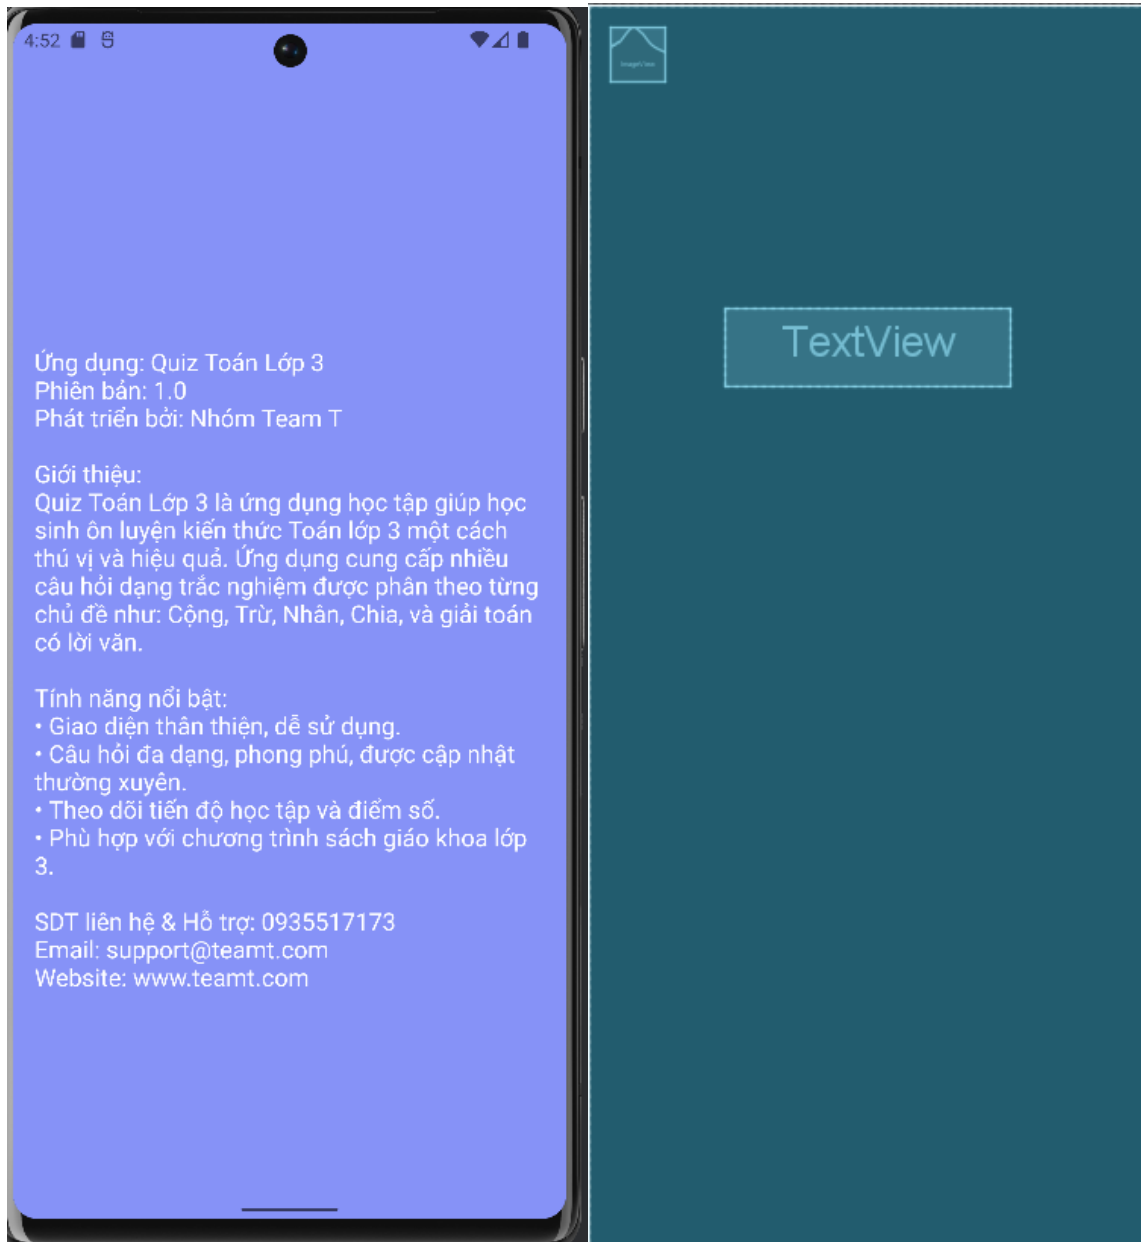 4:52
Ứng dụng: Quiz Toán Lớp 3
Phiên bản: 1.0
Phát triển bởi: Nhóm Team T
Giới thiệu:
Quiz Toán Lớp 3 là ứng dụng học tập giúp học
sinh ôn luyện kiến thức Toán lớp 3 một cách
thú vị và hiệu quả. Ứng dụng cung cấp nhiều
câu hỏi dạng trắc nghiệm được phân theo từng
chủ đề như: Cộng, Trừ, Nhân, Chia, và giải toán
có lời văn.
Tính năng nổi bật:
• Giao diện thân thiện, dễ sử dụng.
• Câu hỏi đa dạng, phong phú, được cập nhật
thường xuyên.
• Theo dõi tiến độ học tập và điểm số.
• Phù hợp với chương trình sách giáo khoa lớp
3.
SDT liên hệ & Hỗ trợ: 0935517173
Email: support@teamt.com
Website: www.teamt.com
ImageView
TextView